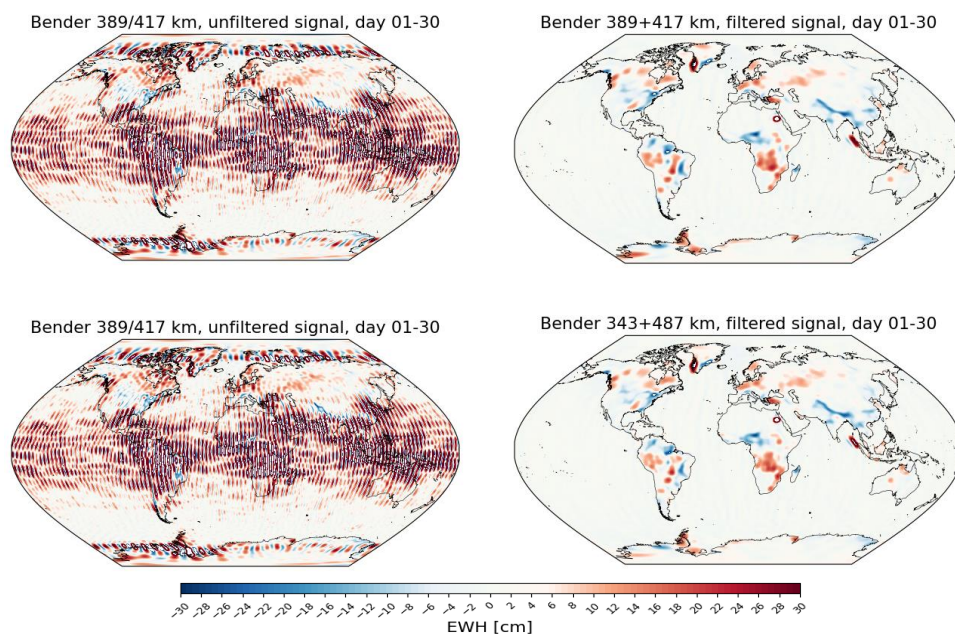 Bender 389/417 km, unfiltered signal, day 01-30
Bender 389+417 km, filtered signal, day 01-30
Bender 389/417 km, unfiltered signal, day 01-30
Bender 343+487 km, filtered signal, day 01-30
−30 −28 −26 −24 −22 −20 −18 −16 −14 −12 −10 −8 −6 −4 −2 0 2 4 6 8 10 12 14 16 18 20 22 24 26 28 30
EWH [cm]